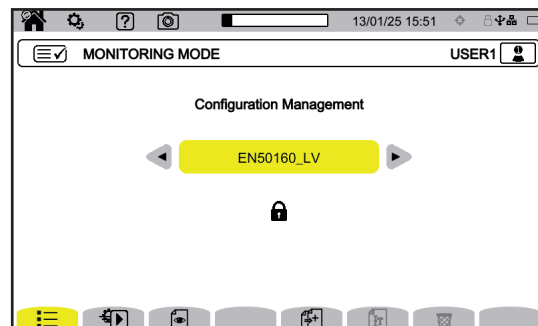 13/01/25 15:51
MONITORING MODE
USER1
Configuration Management
EN50160_LV